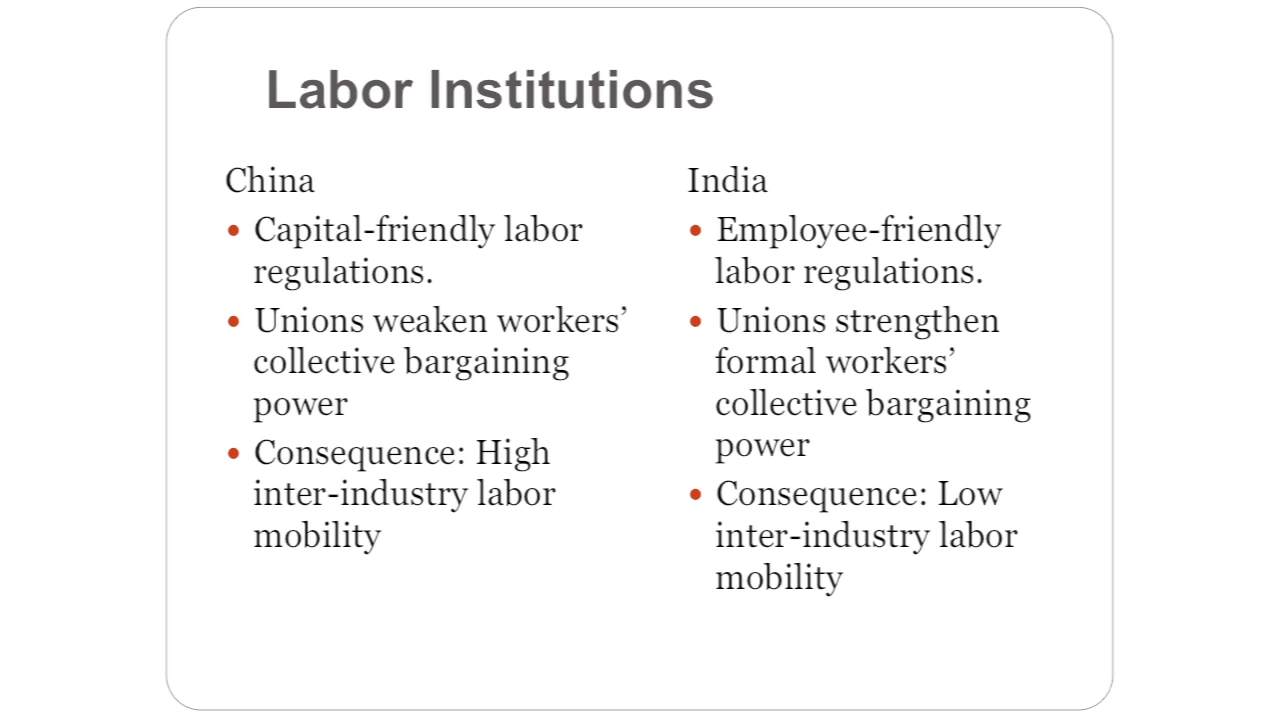 Labor Institutions
China
• Capital-friendly labor
regulations.
• Unions weaken workers’
collective bargaining
power
• Consequence: High
inter-industry labor
mobility
India
• Employee-friendly
labor regulations.
• Unions strengthen
formal workers’
collective bargaining
power
• Consequence: Low
inter-industry labor
mobility